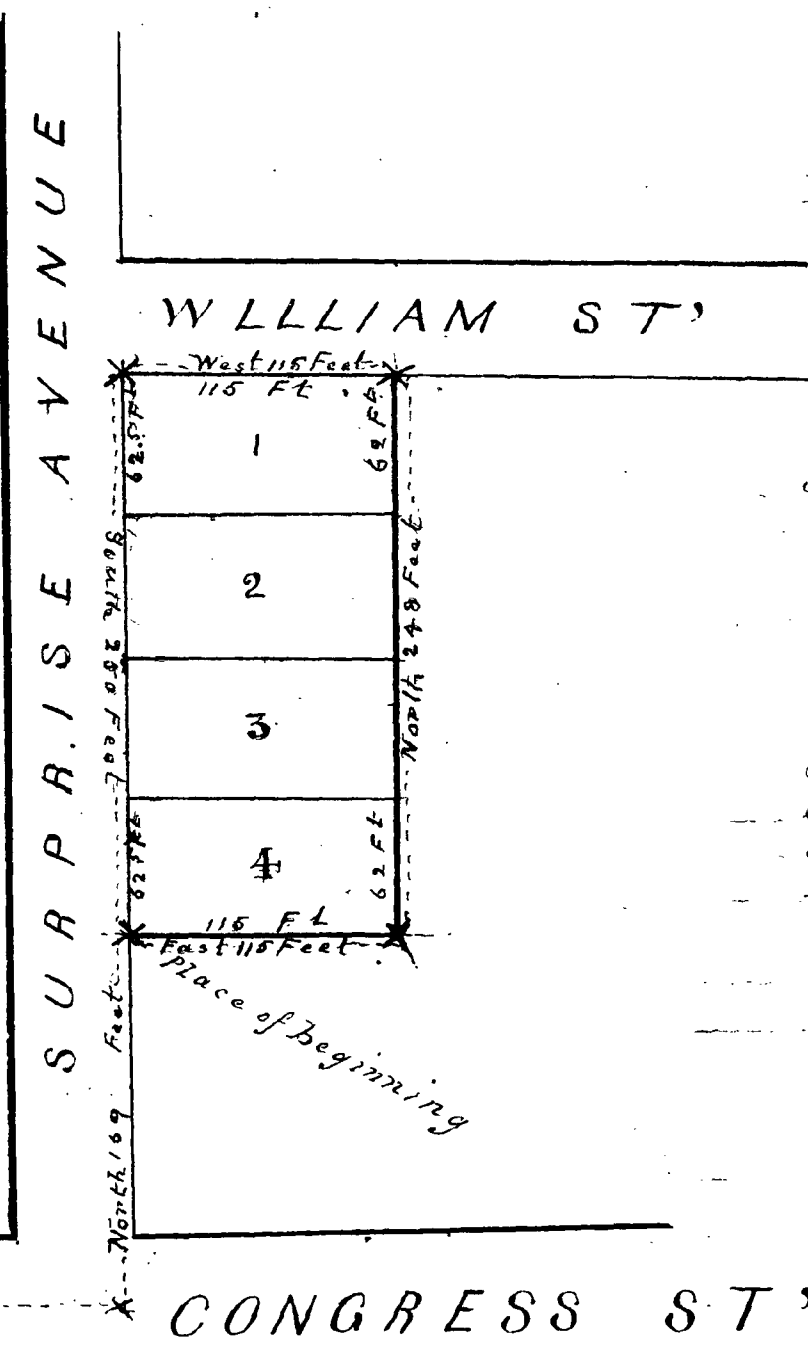 SURPRISE AVENUE
WLLLIAM ST'
West 115 Feet
115 Ft
62.5 Ft
62 Ft
1
2
3
4
South 250 Feet
North 248 Feet
62 5 Ft
62 Ft
115 Ft
East 115 Feet
Place of beginning
North 169 Feet
CONGRESS ST'